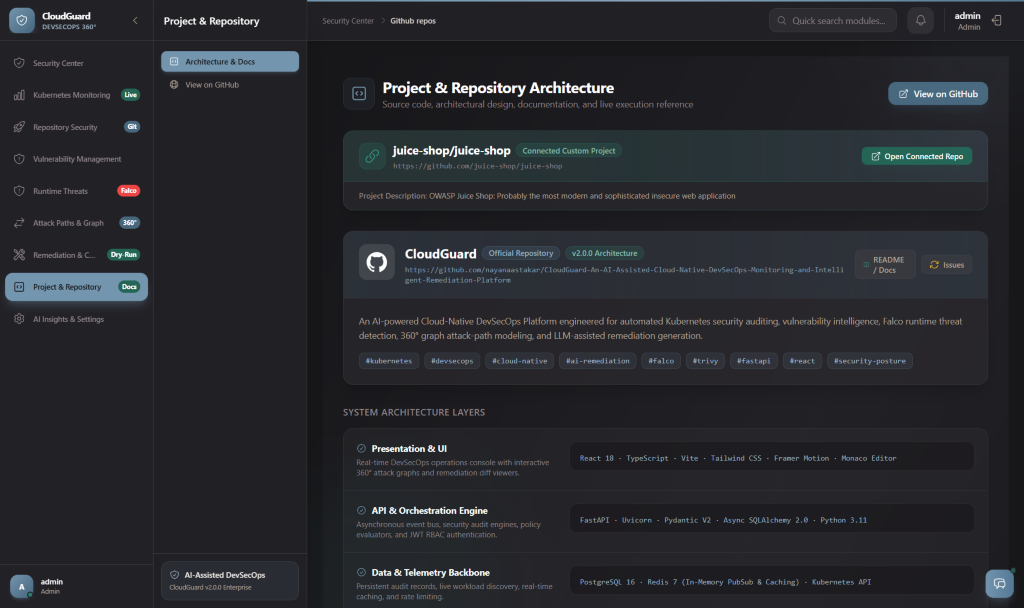 CloudGuard
DEVSECOPS 360°
Security Center
Kubernetes Monitoring
Live
Repository Security
Git
Vulnerability Management
Runtime Threats
Falco
Attack Paths & Graph
360°
Remediation & C...
Dry-Run
Project & Repository
Docs
AI Insights & Settings
A
admin
Admin
Project & Repository
Architecture & Docs
View on GitHub
AI-Assisted DevSecOps
CloudGuard v2.0.0 Enterprise
Security Center > Github repos
Quick search modules...
admin
Admin
Project & Repository Architecture
Source code, architectural design, documentation, and live execution reference
View on GitHub
juice-shop/juice-shop
Connected Custom Project
https://github.com/juice-shop/juice-shop
Open Connected Repo
Project Description: OWASP Juice Shop: Probably the most modern and sophisticated insecure web application
CloudGuard
Official Repository
v2.0.0 Architecture
https://github.com/nayanaastakar/CloudGuard-An-AI-Assisted-Cloud-Native-DevSecOps-Monitoring-and-Intelli
gent-Remediation-Platform
README
/ Docs
Issues
An AI-powered Cloud-Native DevSecOps Platform engineered for automated Kubernetes security auditing, vulnerability intelligence, Falco runtime threat
detection, 360° graph attack-path modeling, and LLM-assisted remediation generation.
#kubernetes
#devsecops
#cloud-native
#ai-remediation
#falco
#trivy
#fastapi
#react
#security-posture
SYSTEM ARCHITECTURE LAYERS
Presentation & UI
Real-time DevSecOps operations console with interactive
360° attack graphs and remediation diff viewers.
React 18 · TypeScript · Vite · Tailwind CSS · Framer Motion · Monaco Editor
API & Orchestration Engine
Asynchronous event bus, security audit engines, policy
evaluators, and JWT RBAC authentication.
FastAPI · Uvicorn · Pydantic V2 · Async SQLAlchemy 2.0 · Python 3.11
Data & Telemetry Backbone
Persistent audit records, live workload discovery, real-time
caching, and rate limiting.
PostgreSQL 16 · Redis 7 (In-Memory PubSub & Caching) · Kubernetes API